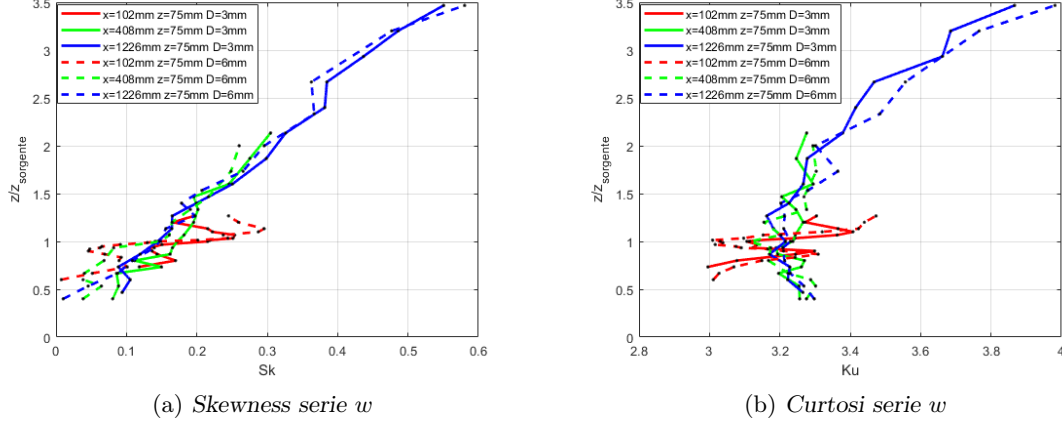 3.5
3
2.5
2
1.5
1
0.5
0
z/z_sorgente
x=102mm z=75mm D=3mm
x=408mm z=75mm D=3mm
x=1226mm z=75mm D=3mm
x=102mm z=75mm D=6mm
x=408mm z=75mm D=6mm
x=1226mm z=75mm D=6mm
0 0.1 0.2 0.3 0.4 0.5 0.6
Sk
(a) Skewness serie w
3.5
3
2.5
2
1.5
1
0.5
0
z/z_sorgente
x=102mm z=75mm D=3mm
x=408mm z=75mm D=3mm
x=1226mm z=75mm D=3mm
x=102mm z=75mm D=6mm
x=408mm z=75mm D=6mm
x=1226mm z=75mm D=6mm
2.8 3 3.2 3.4 3.6 3.8 4
Ku
(b) Curtosi serie w